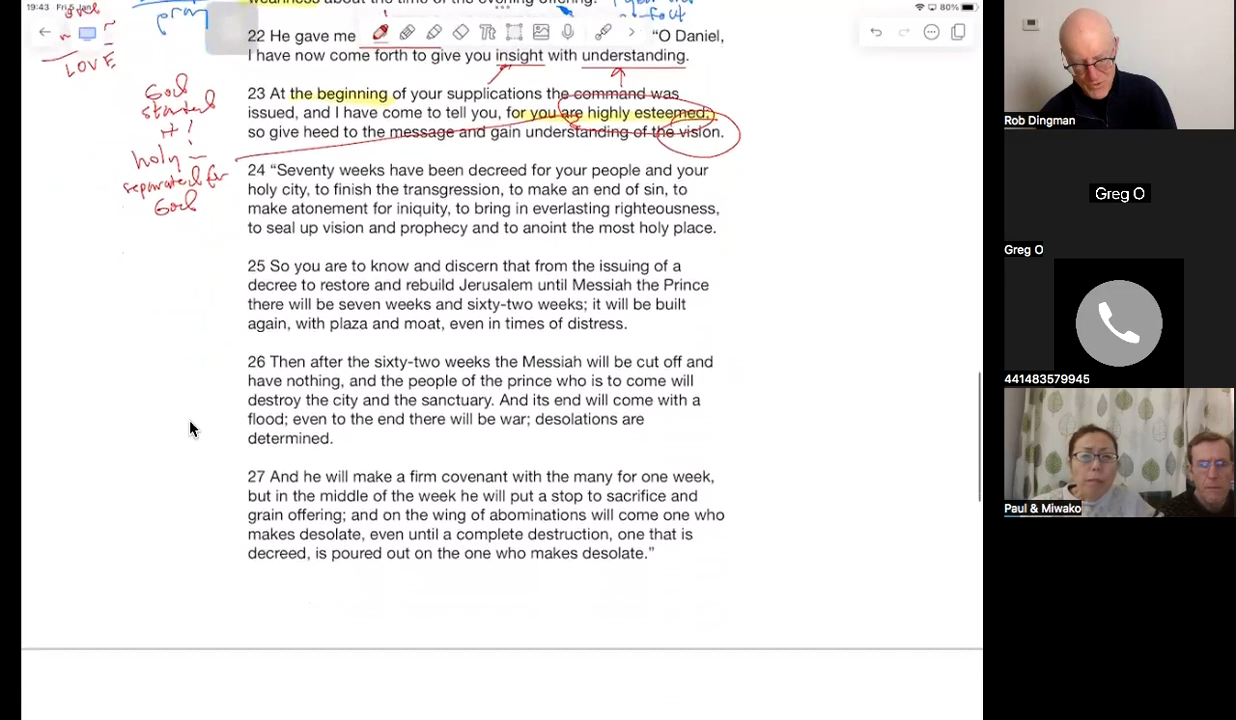 19:43 Fri 5 Jan
80%
weakness about the time of the evening offering.
pray
LOVE
22 He gave me "O Daniel,
I have now come forth to give you insight with understanding.
23 At the beginning of your supplications the command was
issued, and I have come to tell you, for you are highly esteemed;
so give heed to the message and gain understanding of the vision.
God
started
it!
holy –
separated for
God
24 “Seventy weeks have been decreed for your people and your
holy city, to finish the transgression, to make an end of sin, to
make atonement for iniquity, to bring in everlasting righteousness,
to seal up vision and prophecy and to anoint the most holy place.
25 So you are to know and discern that from the issuing of a
decree to restore and rebuild Jerusalem until Messiah the Prince
there will be seven weeks and sixty-two weeks; it will be built
again, with plaza and moat, even in times of distress.
26 Then after the sixty-two weeks the Messiah will be cut off and
have nothing, and the people of the prince who is to come will
destroy the city and the sanctuary. And its end will come with a
flood; even to the end there will be war; desolations are
determined.
27 And he will make a firm covenant with the many for one week,
but in the middle of the week he will put a stop to sacrifice and
grain offering; and on the wing of abominations will come one who
makes desolate, even until a complete destruction, one that is
decreed, is poured out on the one who makes desolate.”
Rob Dingman
Greg O
Greg O
441483579945
Paul & Miwako